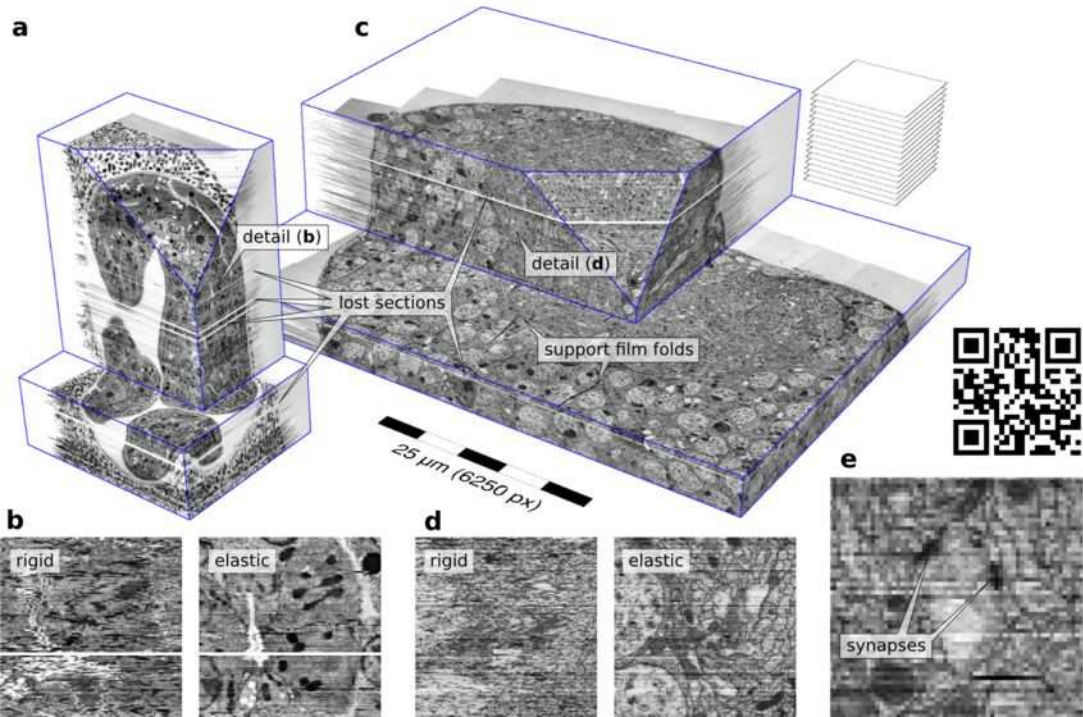 a
c
detail (b)
detail (d)
lost sections
support film folds
25 µm (6250 px)
e
b
d
rigid
elastic
rigid
elastic
synapses